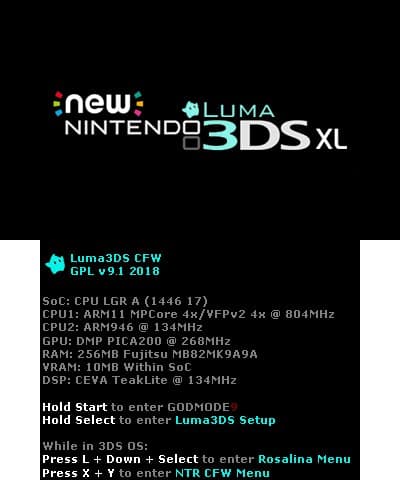 new
NINTENDO
LUMA
3DS XL
Luma3DS CFW
GPL v9.1 2018
SoC: CPU LGR A (1446 17)
CPU1: ARM11 MPCore 4x/VFPv2 4x @ 804MHz
CPU2: ARM946 @ 134MHz
GPU: DMP PICA200 @ 268MHz
RAM: 256MB Fujitsu MB82MK9A9A
VRAM: 10MB Within SoC
DSP: CEVA TeakLite @ 134MHz
Hold Start to enter GODMODE9
Hold Select to enter Luma3DS Setup
While in 3DS OS:
Press L + Down + Select to enter Rosalina Menu
Press X + Y to enter NTR CFW Menu